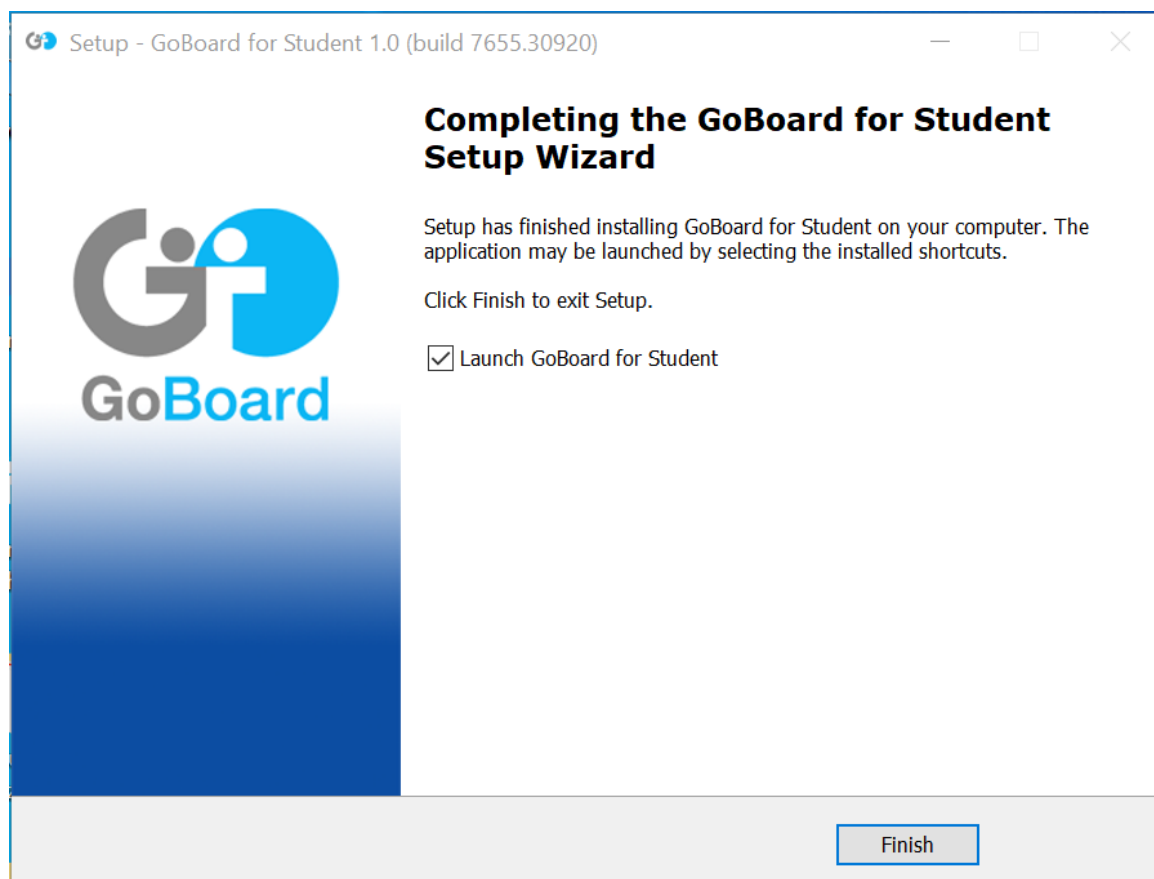 Setup - GoBoard for Student 1.0 (build 7655.30920)
Completing the GoBoard for Student
Setup Wizard
Setup has finished installing GoBoard for Student on your computer. The
application may be launched by selecting the installed shortcuts.
Click Finish to exit Setup.
Launch GoBoard for Student
GoBoard
Finish